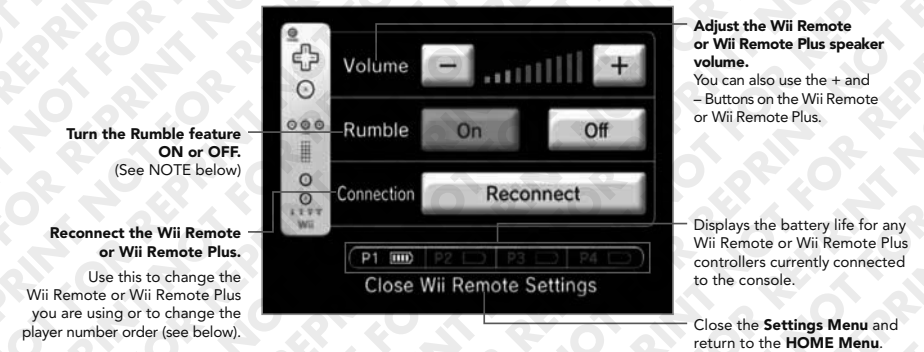 Volume
Rumble
On
Off
Connection
Reconnect
Wii
P1
P2
P3
P4
Close Wii Remote Settings
Turn the Rumble feature
ON or OFF.
(See NOTE below)
Reconnect the Wii Remote
or Wii Remote Plus.
Use this to change the
Wii Remote or Wii Remote Plus
you are using or to change the
player number order (see below).
Adjust the Wii Remote
or Wii Remote Plus speaker
volume.
You can also use the + and
– Buttons on the Wii Remote
or Wii Remote Plus.
Displays the battery life for any
Wii Remote or Wii Remote Plus
controllers currently connected
to the console.
Close the Settings Menu and
return to the HOME Menu.
NOT FOR REPRINT